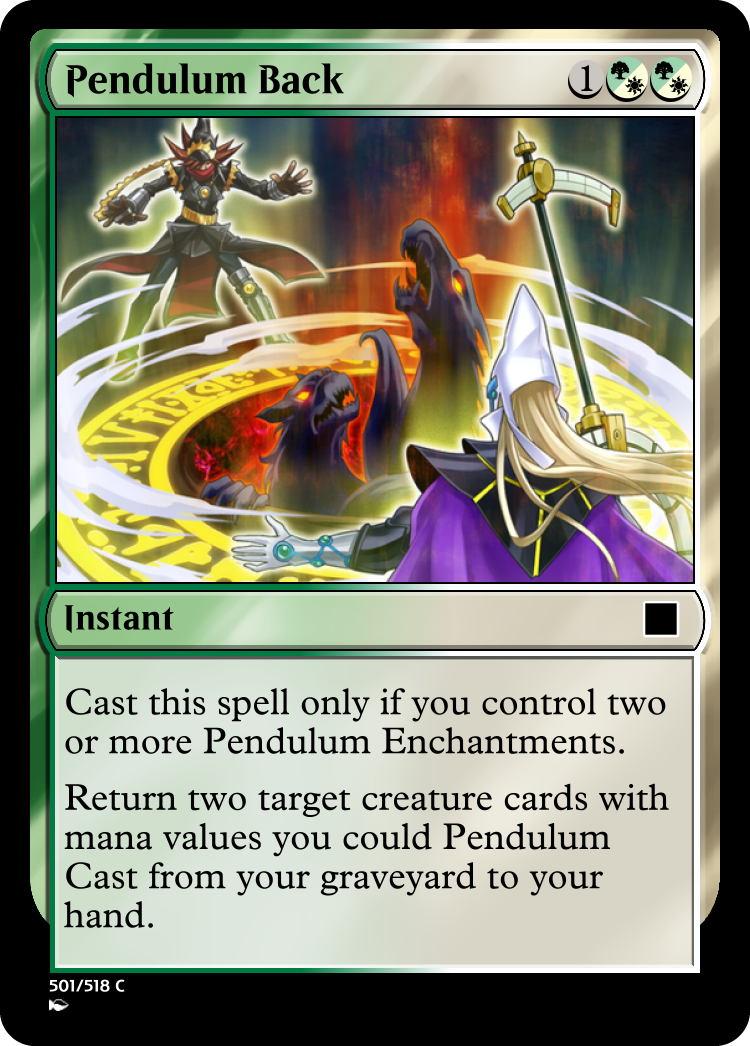 Pendulum Back 1
Instant
Cast this spell only if you control two
or more Pendulum Enchantments.
Return two target creature cards with
mana values you could Pendulum
Cast from your graveyard to your
hand.
501/518 C